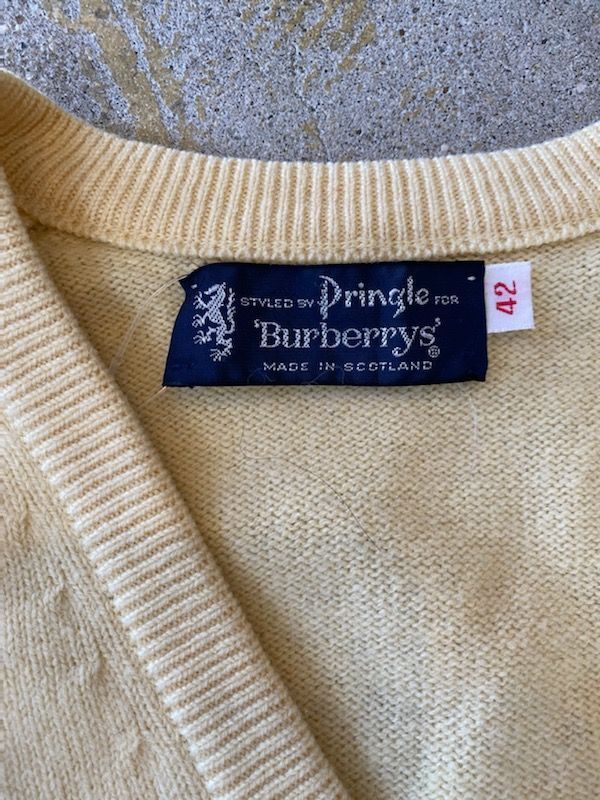 STYLED BY Pringle FOR
'Burberrys'®
MADE IN SCOTLAND
42